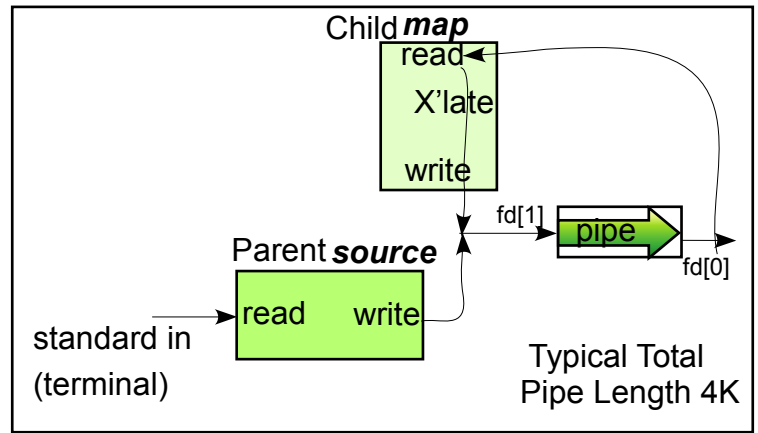 Child map
read
X'late
write
fd[1]
pipe
fd[0]
Parent source
read write
standard in
(terminal)
Typical Total
Pipe Length 4K